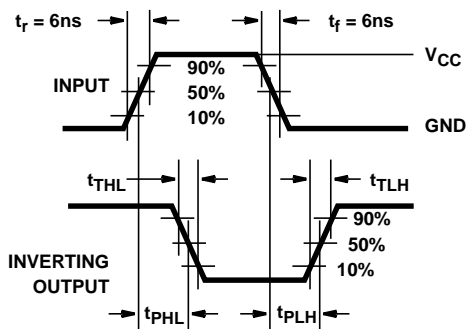 tr = 6ns
tf = 6ns
VCC
90%
INPUT
50%
10%
GND
tTHL
tTLH
90%
50%
INVERTING
OUTPUT
10%
tPHL
tPLH